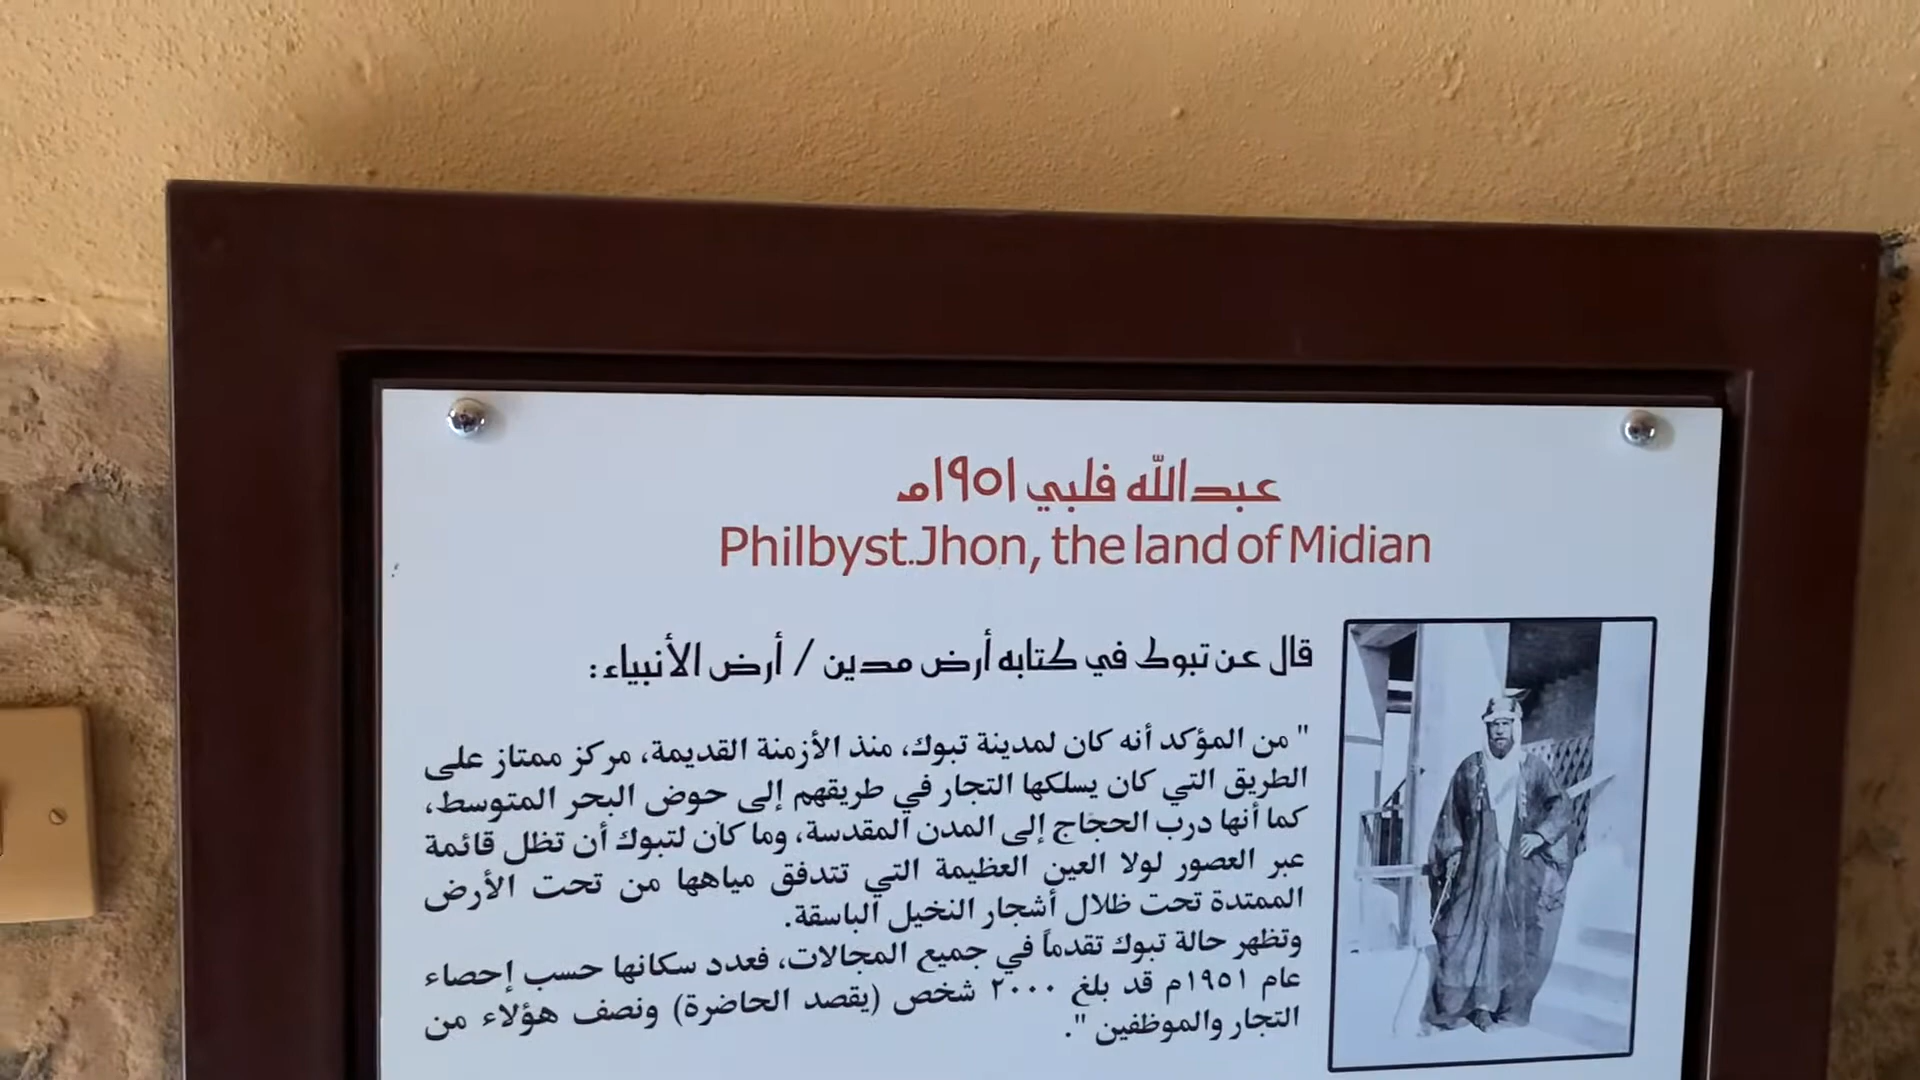 عبدالله فلبي ١٩٥١م
Philbyst.Jhon, the land of Midian
قال عن تبوك في كتابه أرض مدين / أرض الأنبياء:
" من المؤكد أنه كان لمدينة تبوك، منذ الأزمنة القديمة، مركز ممتاز على
الطريق التي كان يسلكها التجار في طريقهم إلى حوض البحر المتوسط،
كما أنها درب الحجاج إلى المدن المقدسة، وما كان لتبوك أن تظل قائمة
عبر العصور لولا العين العظيمة التي تتدفق مياهها من تحت الأرض
الممتدة تحت ظلال أشجار النخيل الباسقة.
وتظهر حالة تبوك تقدماً في جميع المجالات، فعدد سكانها حسب إحصاء
عام ١٩٥١م قد بلغ ٢٠٠٠ شخص (يقصد الحاضرة) ونصف هؤلاء من
التجار والموظفين ".